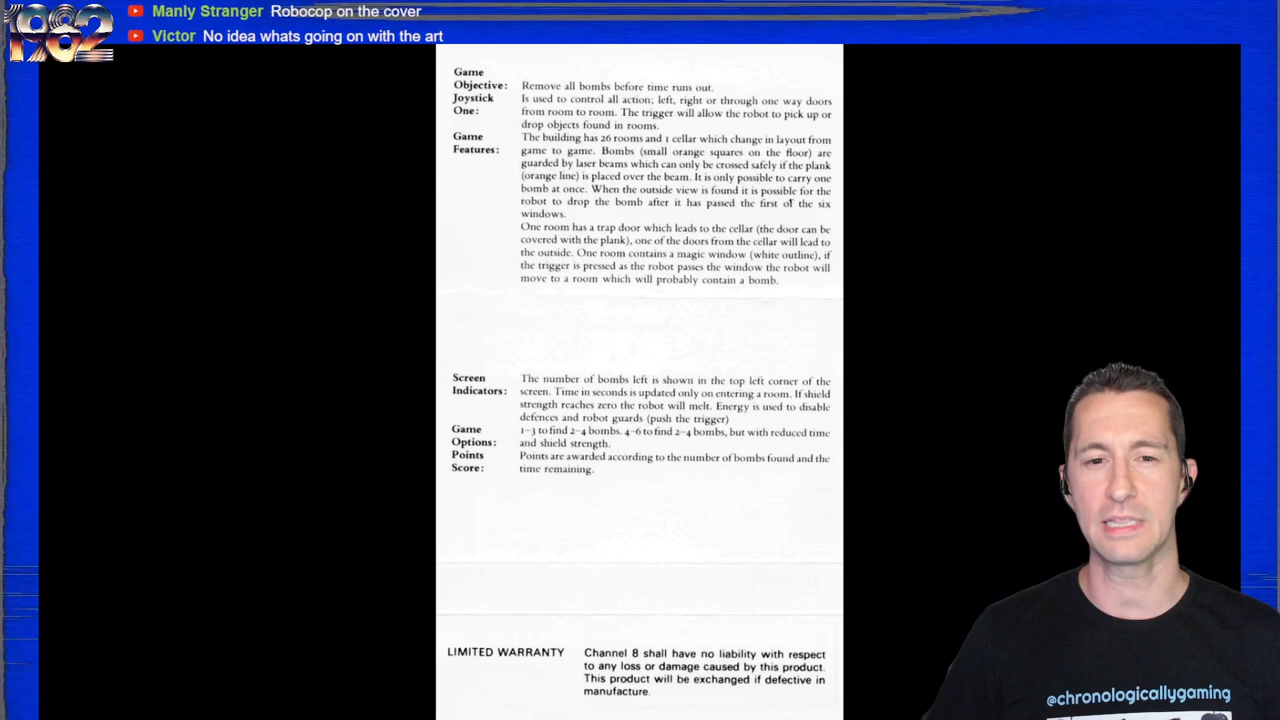 1982
Manly Stranger Robocop on the cover
Victor No idea whats going on with the art
Game
Objective: Remove all bombs before time runs out.
Joystick Is used to control all action; left, right or through one way doors
One: from room to room. The trigger will allow the robot to pick up or
drop objects found in rooms.
Game The building has 26 rooms and 1 cellar which change in layout from
Features: game to game. Bombs (small orange squares on the floor) are
guarded by laser beams which can only be crossed safely if the plank
(orange line) is placed over the beam. It is only possible to carry one
bomb at once. When the outside view is found it is possible for the
robot to drop the bomb after it has passed the first of the six
windows.
One room has a trap door which leads to the cellar (the door can be
covered with the plank), one of the doors from the cellar will lead to
the outside. One room contains a magic window (white outline), if
the trigger is pressed as the robot passes the window the robot will
move to a room which will probably contain a bomb.
Screen The number of bombs left is shown in the top left corner of the
Indicators: screen. Time in seconds is updated only on entering a room. If shield
strength reaches zero the robot will melt. Energy is used to disable
defences and robot guards (push the trigger)
Game 1–3 to find 2–4 bombs. 4–6 to find 2–4 bombs, but with reduced time
Options: and shield strength.
Points Points are awarded according to the number of bombs found and the
Score: time remaining.
LIMITED WARRANTY Channel 8 shall have no liability with respect
to any loss or damage caused by this product.
This product will be exchanged if defective in
manufacture.
@chronologicallygaming